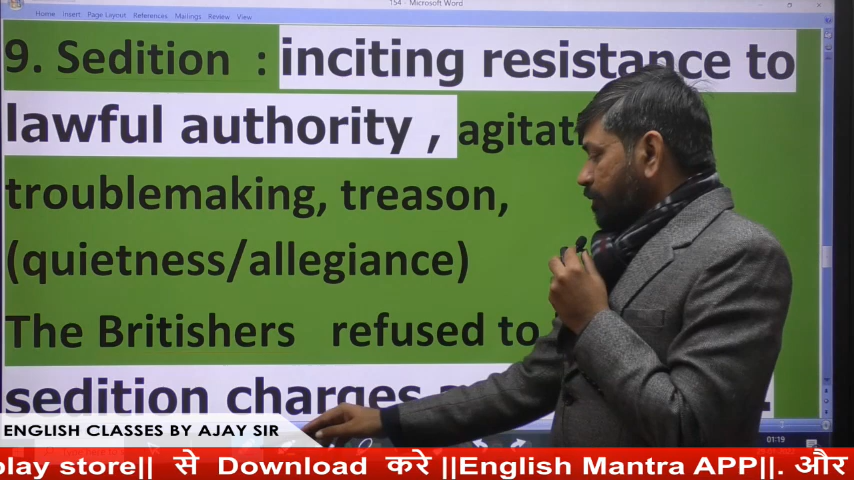 154 - Microsoft Word
Home Insert Page Layout References Mailings Review View
9. Sedition : inciting resistance to
lawful authority ,
troublemaking, treason,
(quietness/allegiance)
The Britishers refused to
sedition charges
ENGLISH CLASSES BY AJAY SIR
01:19
play store|| से Download करे ||English Mantra APP||. और